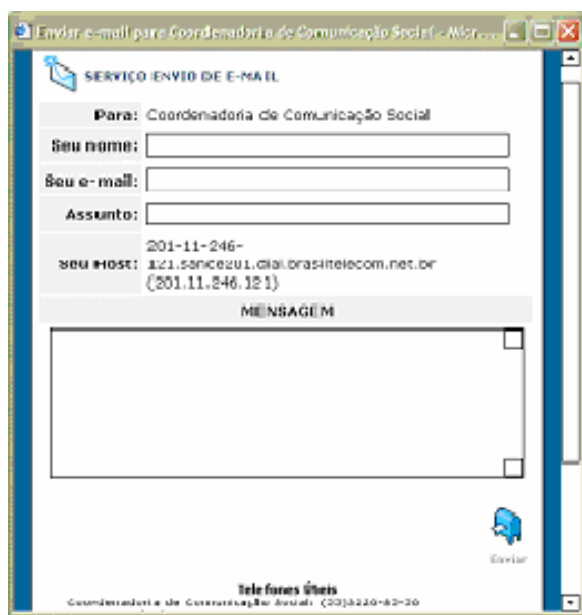 Enviar e-mail para Coordenadoria de Comunicação Social - Micr...
SERVIÇO ENVIO DE E-MAIL
Para: Coordenadoria de Comunicação Social
Seu nome:
Seu e-mail:
Assunto:
201-11-246-
Seu Host: 121.sance201.dial.brasiltelecom.net.br
(201.11.246.121)
MENSAGEM
Enviar
Telefones Úteis
Coordenadoria de Comunicação Social: